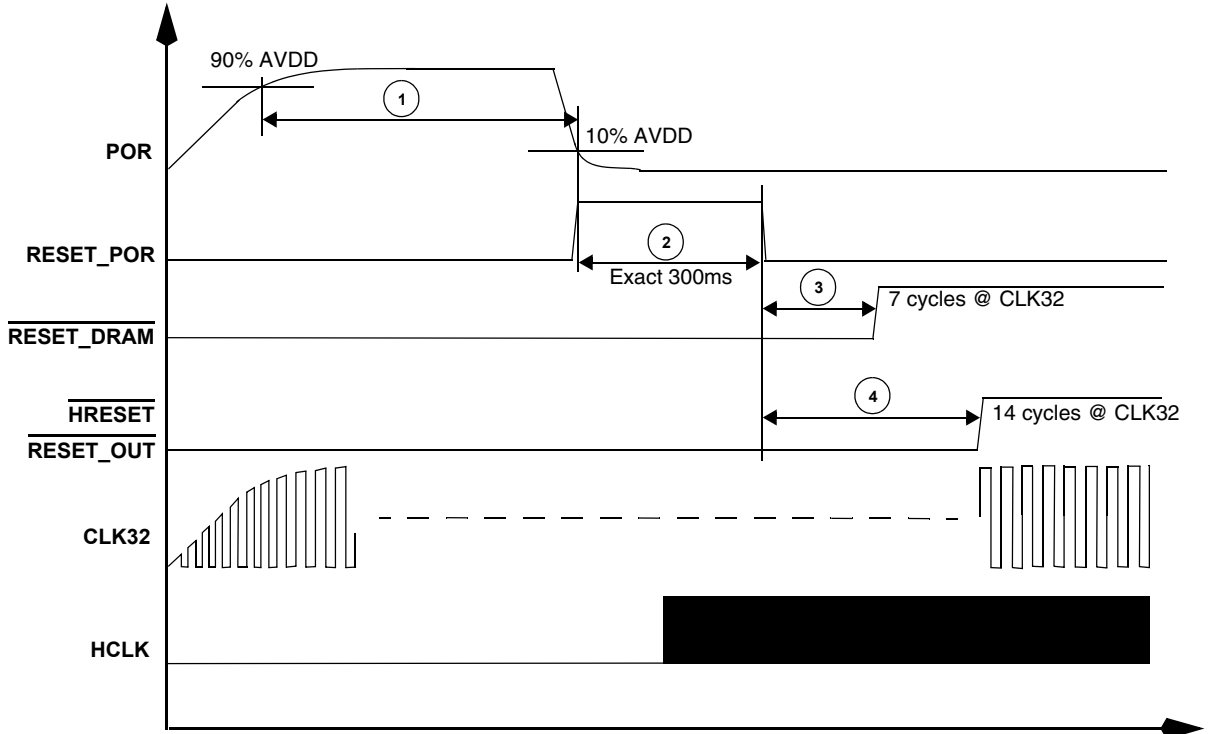 90% AVDD
1
POR
10% AVDD
RESET_POR
2
Exact 300ms
3
7 cycles @ CLK32
RESET_DRAM
4
HRESET
14 cycles @ CLK32
RESET_OUT
CLK32
HCLK